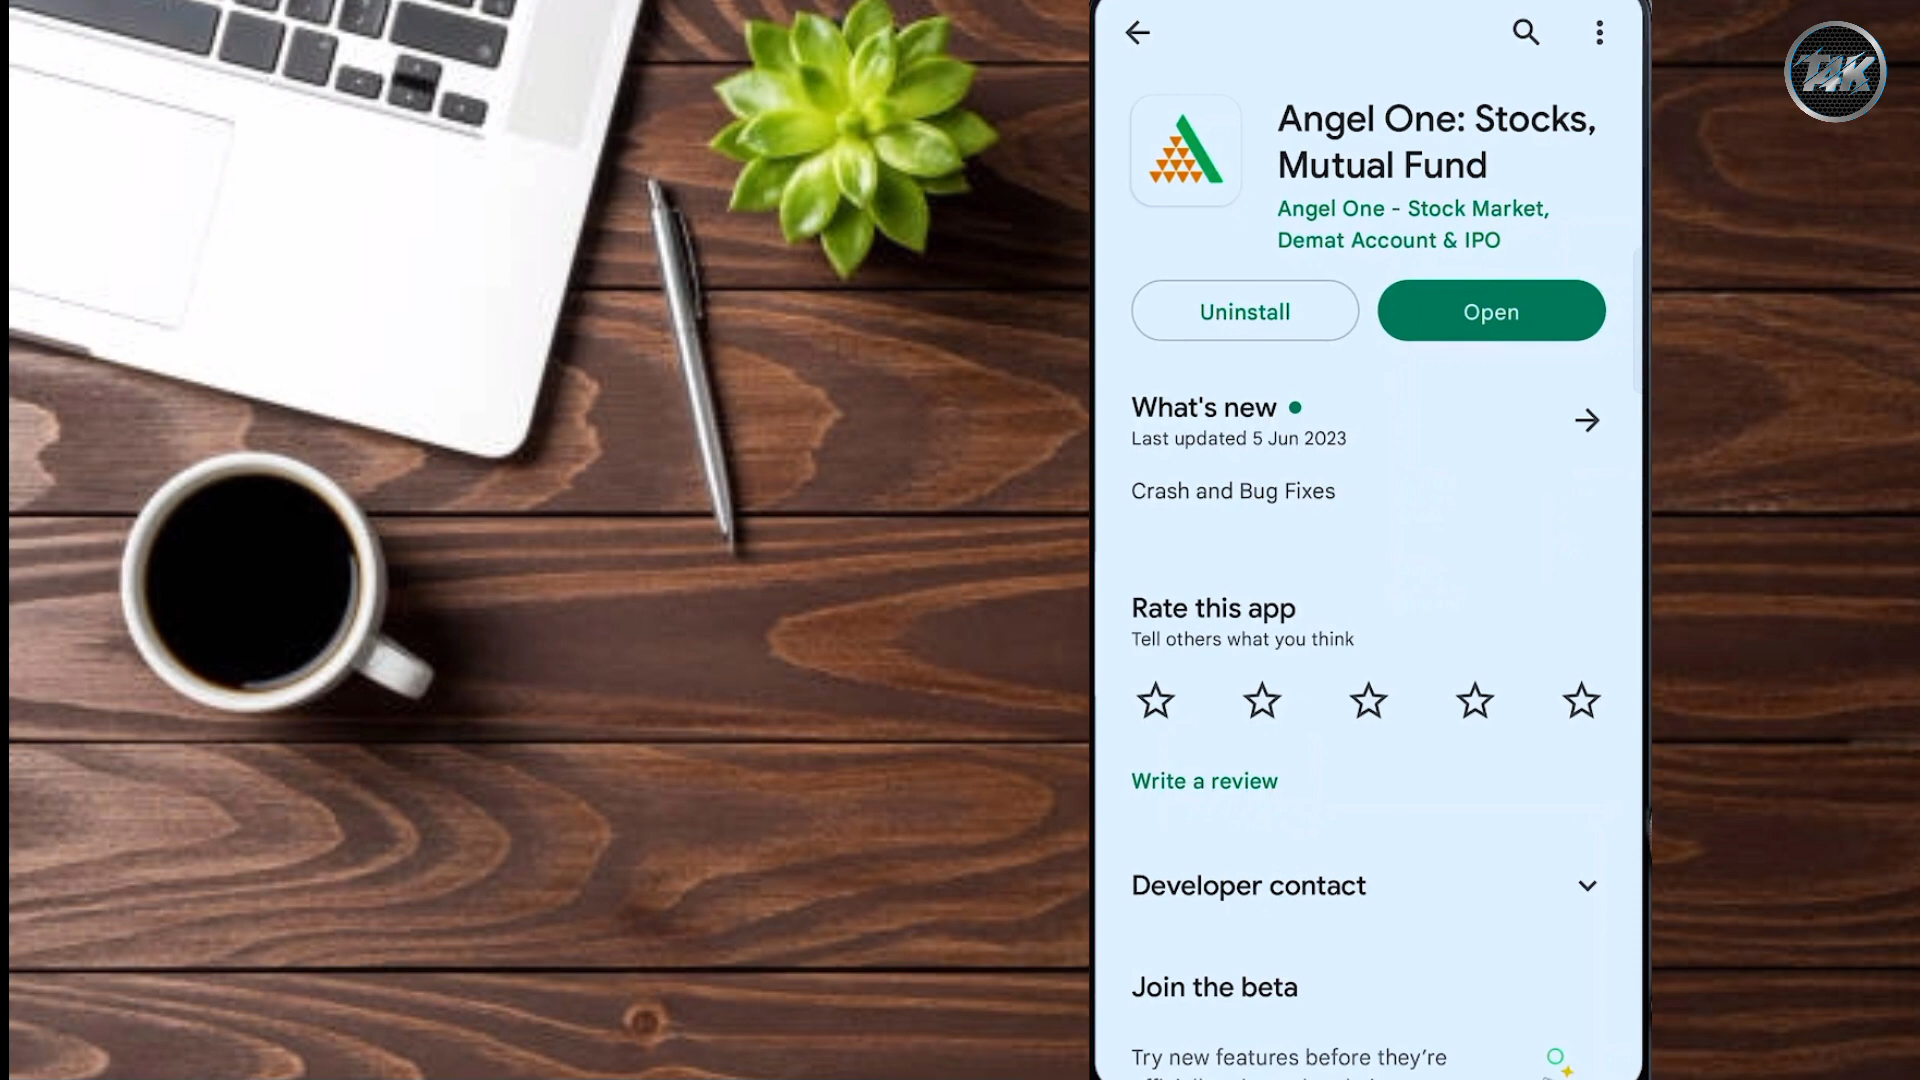 T4K
Angel One: Stocks,
Mutual Fund
Angel One - Stock Market,
Demat Account & IPO
Uninstall
Open
What's new
Last updated 5 Jun 2023
Crash and Bug Fixes
Rate this app
Tell others what you think
Write a review
Developer contact
Join the beta
Try new features before they’re